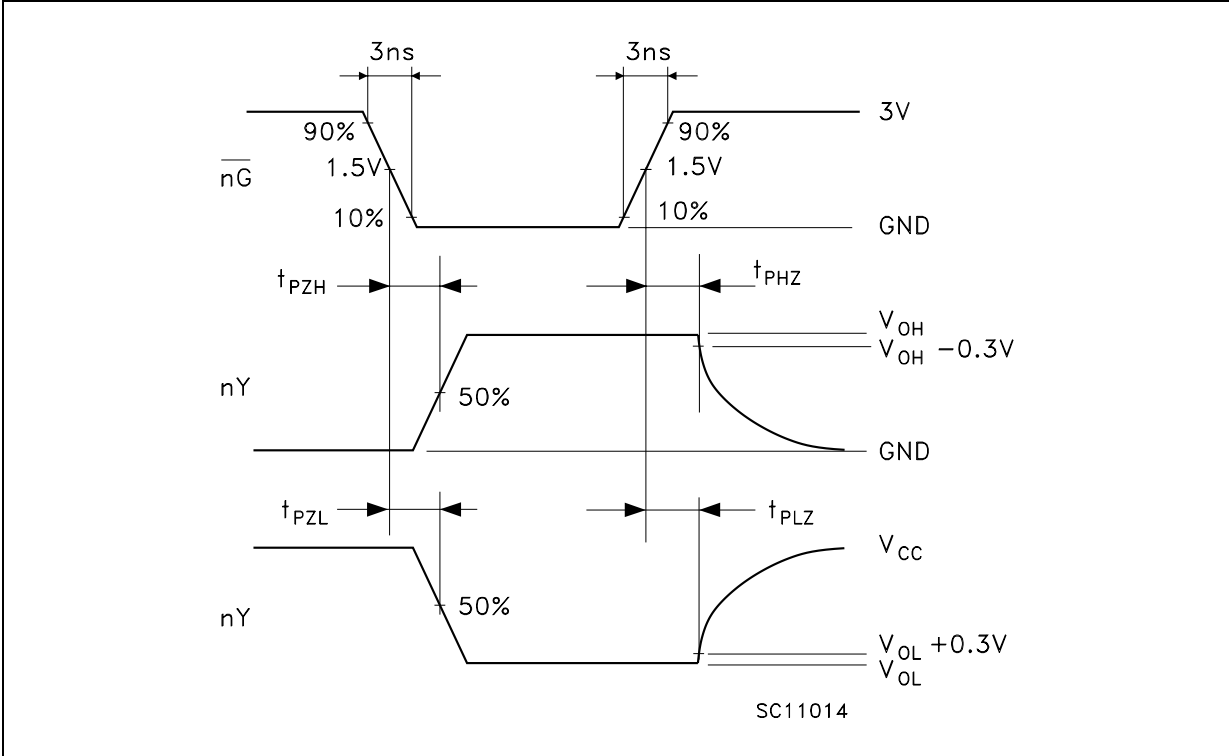 3ns 3ns
3V
90% 90%
1.5V 1.5V
nG
10% 10%
GND
tPZH tPHZ
VOH
VOH −0.3V
nY
50%
GND
tPZL tPLZ
VCC
50%
nY
VOL +0.3V
VOL
SC11014